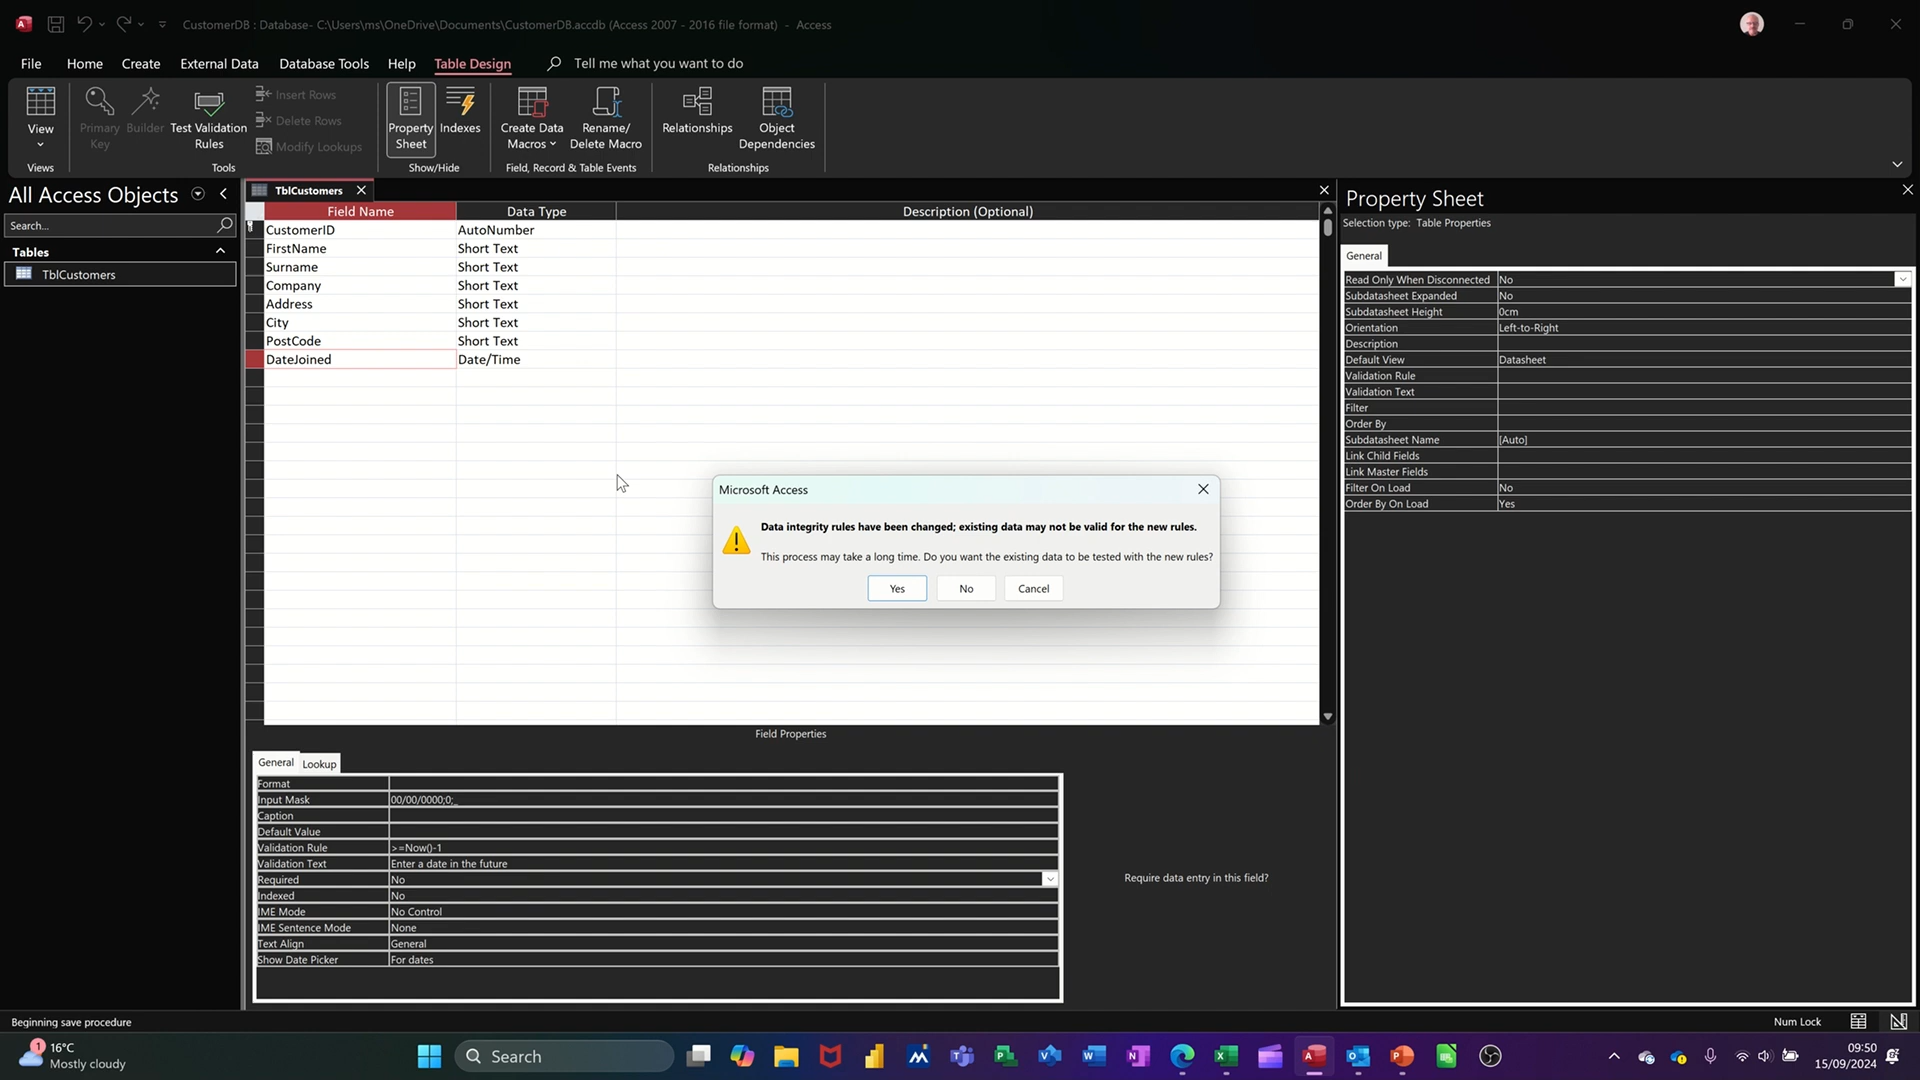 CustomerDB : Database- C:\Users\ms\OneDrive\Documents\CustomerDB.accdb (Access 2007 - 2016 file format) - Access
File Home Create External Data Database Tools Help Table Design Tell me what you want to do
View
Primary Key
Builder
Test Validation Rules
Insert Rows
Delete Rows
Modify Lookups
Property Sheet
Indexes
Create Data Macros
Rename/ Delete Macro
Relationships
Object Dependencies
Views Tools Show/Hide Field, Record & Table Events Relationships
All Access Objects
Search...
Tables
TblCustomers
TblCustomers
Field Name Data Type Description (Optional)
CustomerID AutoNumber
FirstName Short Text
Surname Short Text
Company Short Text
Address Short Text
City Short Text
PostCode Short Text
DateJoined Date/Time
Microsoft Access
Data integrity rules have been changed; existing data may not be valid for the new rules.
This process may take a long time. Do you want the existing data to be tested with the new rules?
Yes No Cancel
Field Properties
General Lookup
Format
Input Mask 00/00/0000;0;_
Caption
Default Value
Validation Rule >=Now()-1
Validation Text Enter a date in the future
Required No
Indexed No
IME Mode No Control
IME Sentence Mode None
Text Align General
Show Date Picker For dates
Require data entry in this field?
Property Sheet
Selection type: Table Properties
General
Read Only When Disconnected No
Subdatasheet Expanded No
Subdatasheet Height 0cm
Orientation Left-to-Right
Description
Default View Datasheet
Validation Rule
Validation Text
Filter
Order By
Subdatasheet Name [Auto]
Link Child Fields
Link Master Fields
Filter On Load No
Order By On Load Yes
Beginning save procedure
Num Lock
1
16°C
Mostly cloudy
Search
09:50
15/09/2024